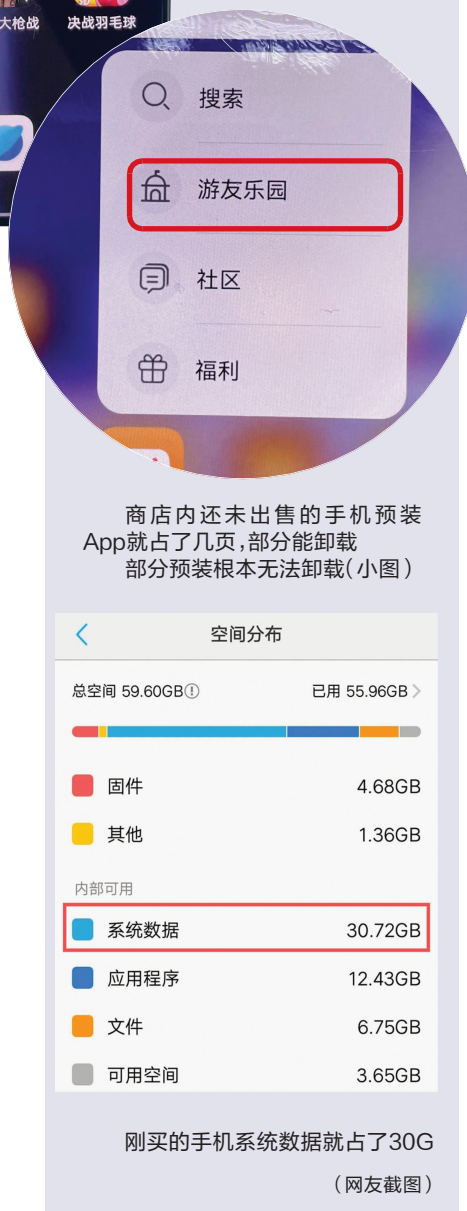 大枪战 决战羽毛球
搜索
游友乐园
社区
福利
商店内还未出售的手机预装
App就占了几页,部分能卸载
部分预装根本无法卸载(小图)
空间分布
总空间 59.60GB 已用 55.96GB
固件 4.68GB
其他 1.36GB
内部可用
系统数据 30.72GB
应用程序 12.43GB
文件 6.75GB
可用空间 3.65GB
刚买的手机系统数据就占了30G
(网友截图)